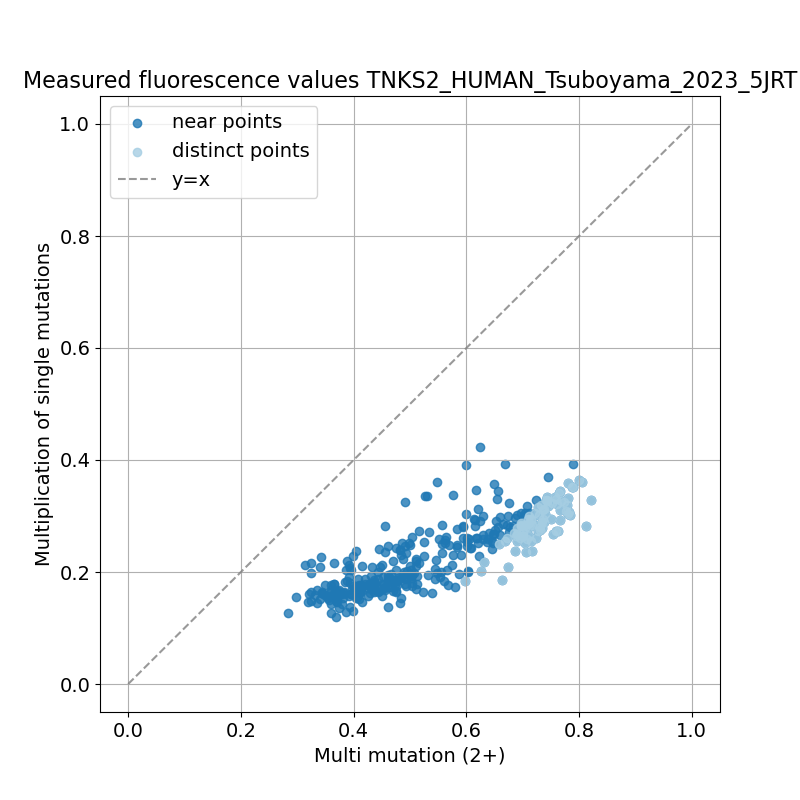 Measured fluorescence values TNKS2_HUMAN_Tsuboyama_2023_5JRT
near points
distinct points
y=x
1.0
0.8
0.6
0.4
0.2
0.0
Multiplication of single mutations
0.0 0.2 0.4 0.6 0.8 1.0
Multi mutation (2+)